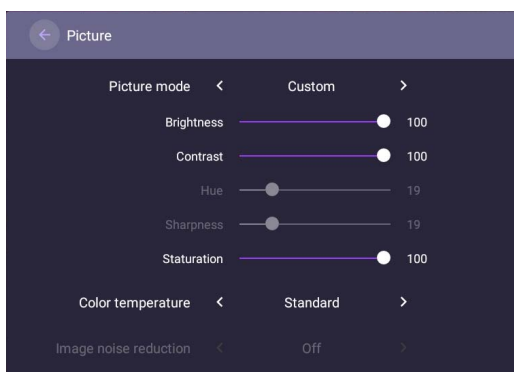 Picture
Picture mode < Custom >
Brightness 100
Contrast 100
Hue 19
Sharpness 19
Staturation 100
Color temperature < Standard >
Image noise reduction < Off >